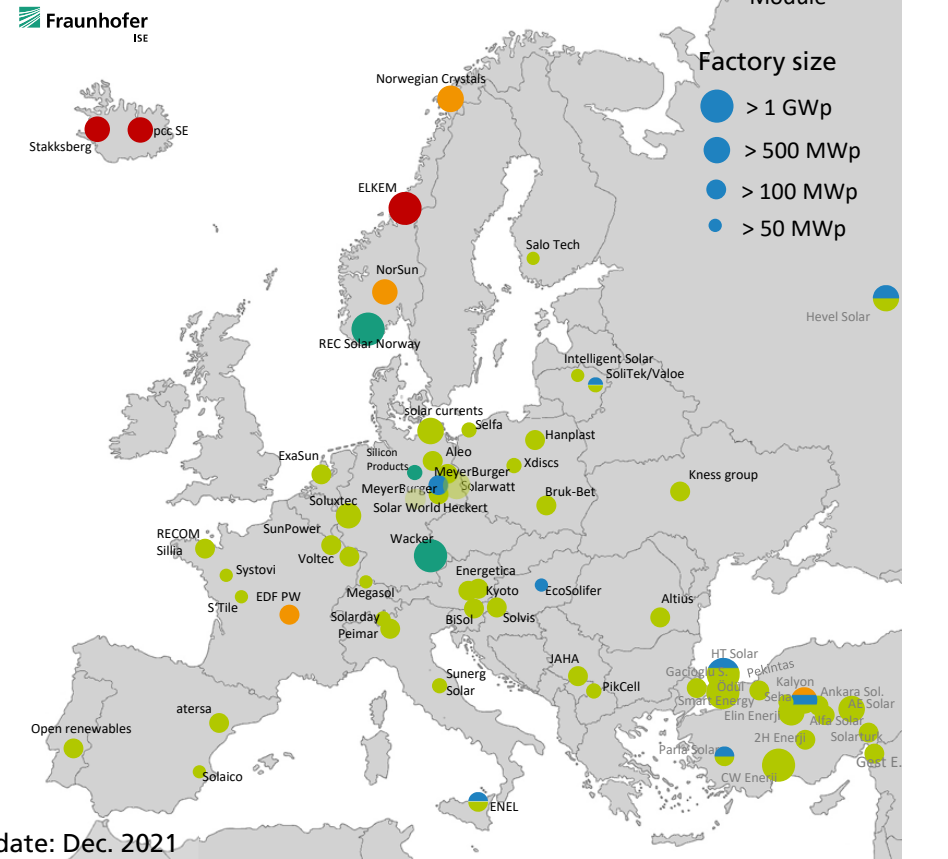 Fraunhofer
ISE
Module
Factory size
> 1 GWp
> 500 MWp
> 100 MWp
> 50 MWp
Norwegian Crystals
Stakksberg
pcc SE
ELKEM
Salo Tech
NorSun
Hevel Solar
REC Solar Norway
Intelligent Solar
SoliTek/Valoe
solar currents
Selfa
Hanplast
Silicon
Products
Aleo
ExaSun
Xdiscs
MeyerBurger
Kness group
MeyerBurger
Solarwatt
Bruk-Bet
Soluxtec
Solar World
Heckert
SunPower
RECOM
Sillia
Wacker
Voltec
Systovi
Energetica
Megasol
Kyoto
EcoSolifer
S'Tile
EDF PW
Altius
Solarday
BiSol
Solvis
Peimar
HT Solar
JAHA
Gacioglu S.
Pekintas
Sunerg
Solar
PikCell
Ödül
Kalyon
Smart Energy
Seha
Ankara Sol.
AE Solar
atersa
Elin Enerji
Alfa Solar
Open renewables
2H Enerji
Solarturk
Parla Solar
Gest E.
Solaico
CW Enerji
ENEL
date: Dec. 2021